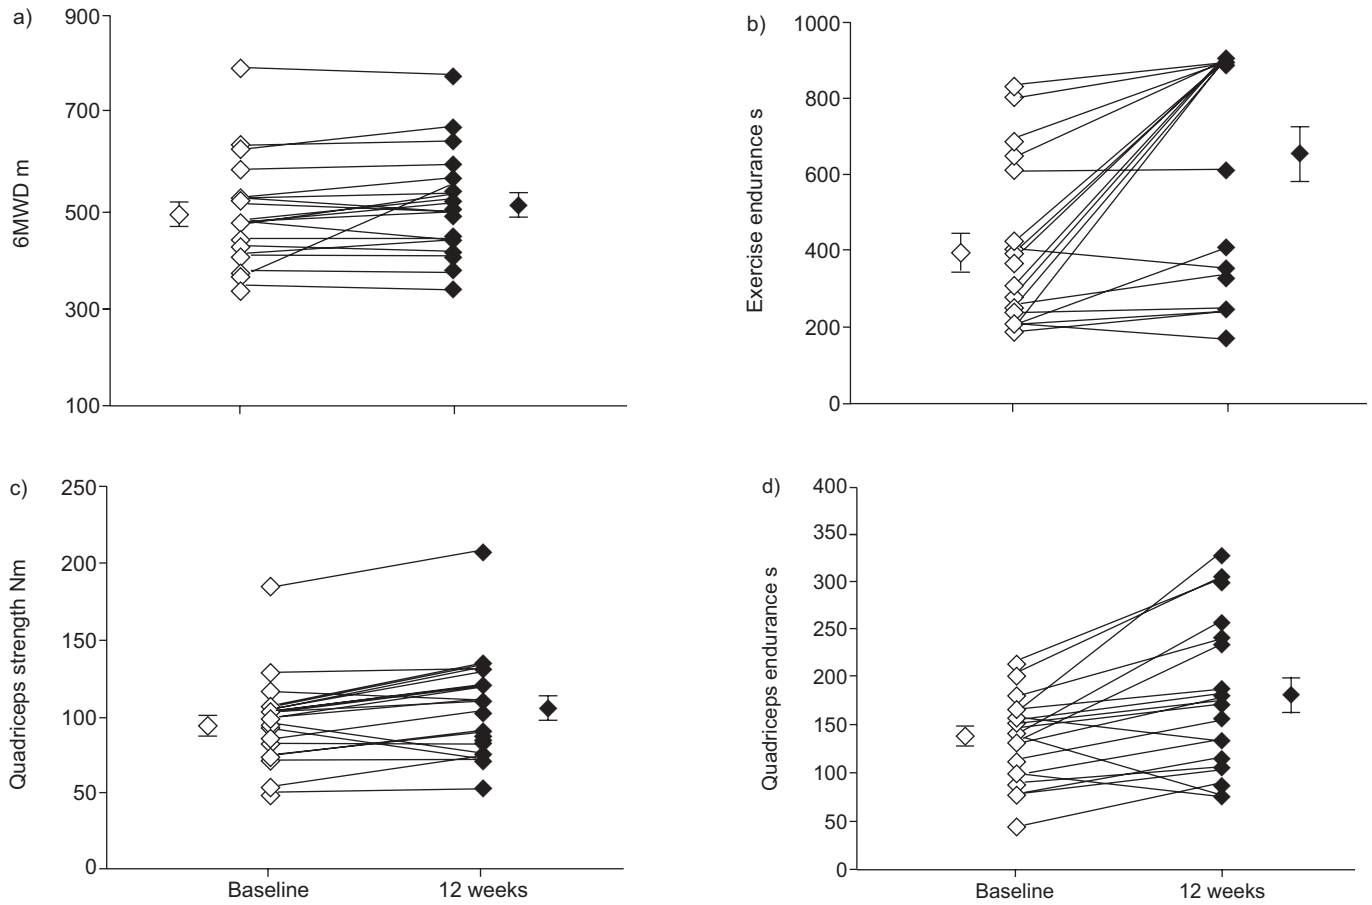 a)
900
700
500
300
100
6MWD m
b)
1000
800
600
400
200
0
Exercise endurance s
c)
250
200
150
100
50
0
Quadriceps strength Nm
Baseline
12 weeks
d)
400
350
300
250
200
150
100
50
0
Quadriceps endurance s
Baseline
12 weeks